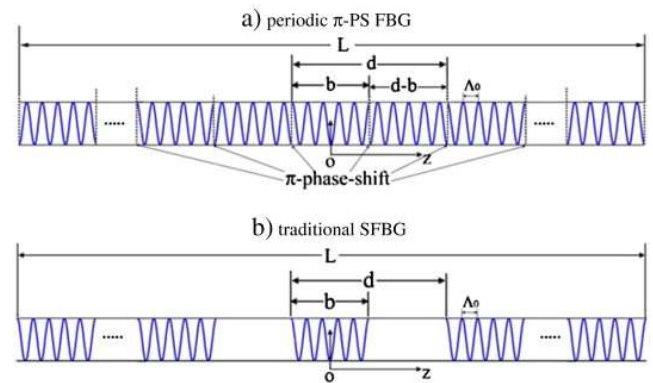 a) periodic π-PS FBG
L
d
b
d-b
Λ0
.....
.....
o
z
π-phase-shift
b) traditional SFBG
L
d
b
Λ0
.....
.....
o
z